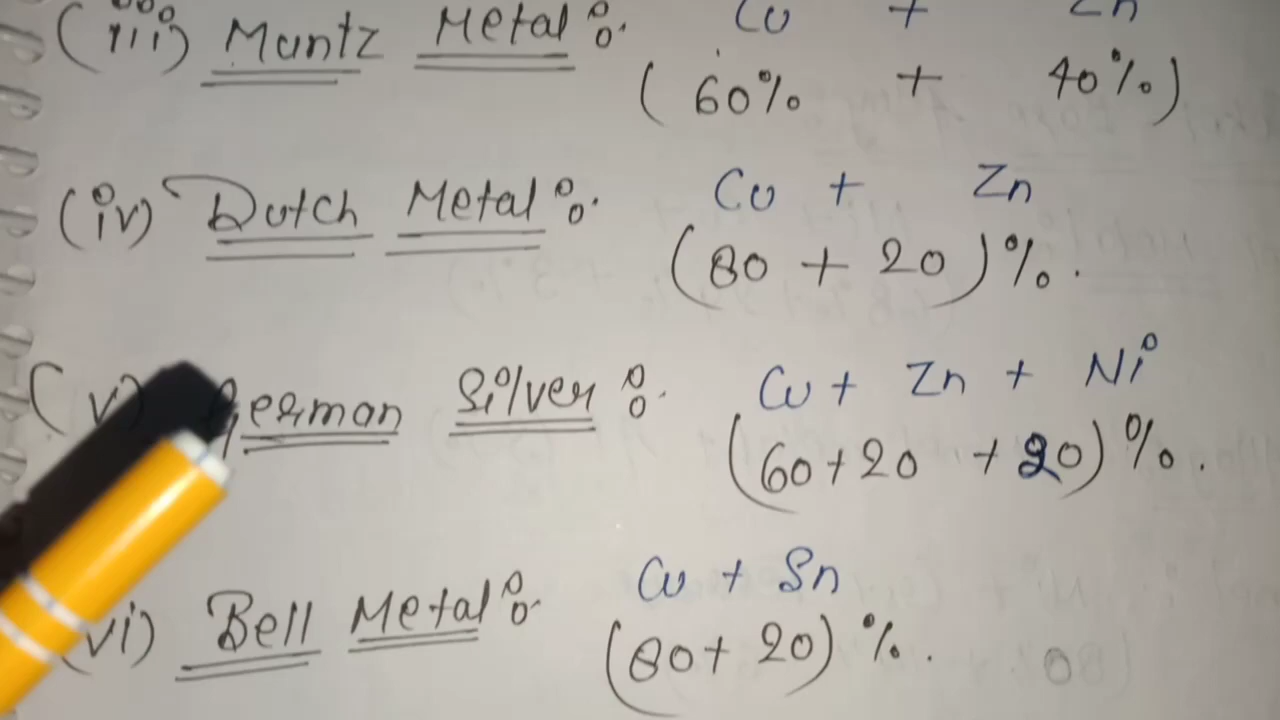 (iii) Muntz Metal : Cu + Zn
(60% + 40%)
(iv) Dutch Metal : Cu + Zn
(80 + 20)%.
(v) German Silver : Cu + Zn + Ni
(60+20 + 20)%.
(vi) Bell Metal : Cu + Sn
(80+ 20)%.